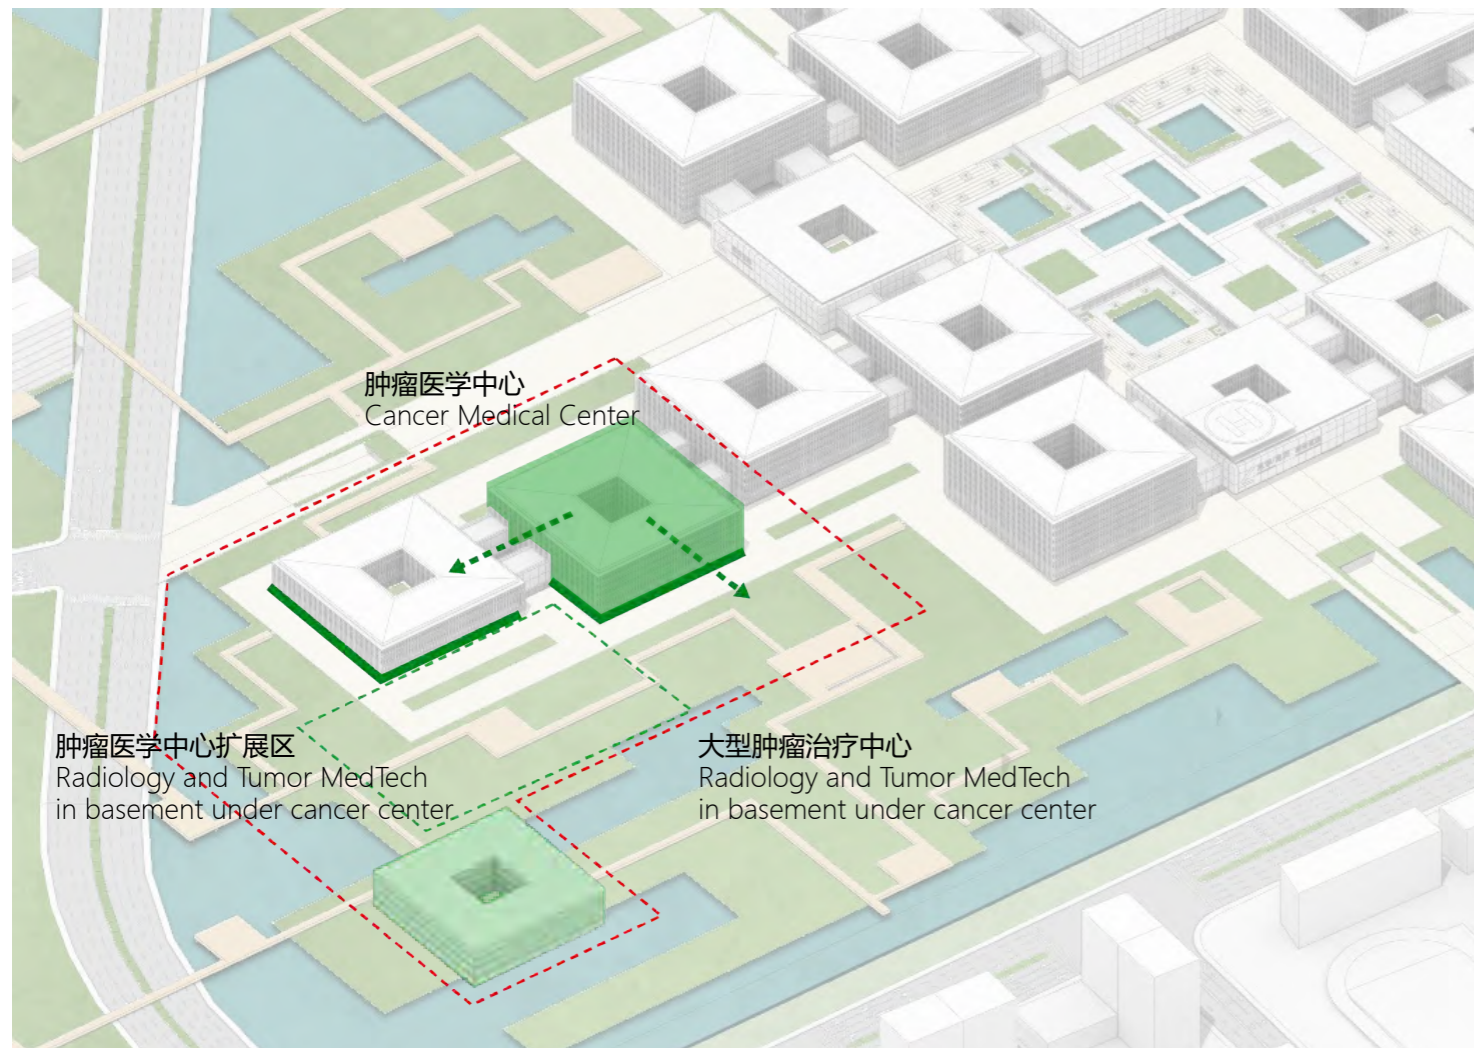 肿瘤医学中心
Cancer Medical Center
肿瘤医学中心扩展区
Radiology and Tumor MedTech
in basement under cancer center
大型肿瘤治疗中心
Radiology and Tumor MedTech
in basement under cancer center